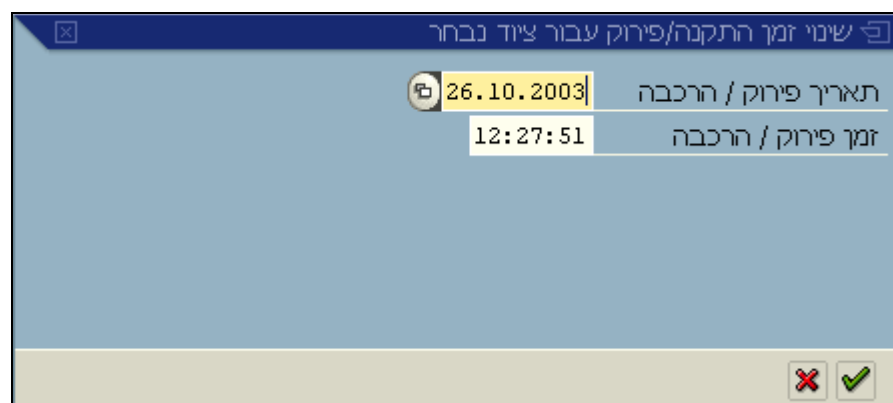 שינוי זמן התקנה/פירוק עבור ציוד נבחר
תאריך פירוק / הרכבה 26.10.2003
זמן פירוק / הרכבה 12:27:51